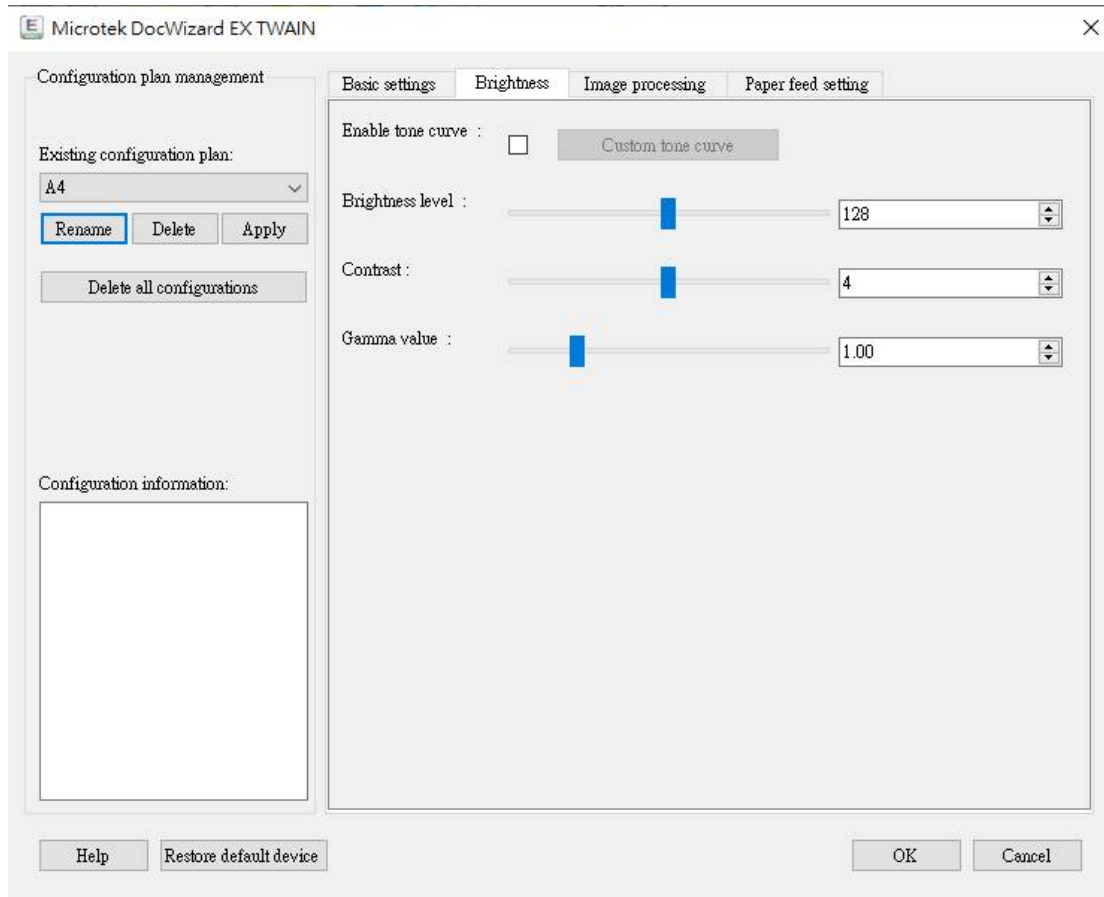 E Microtek DocWizard EX TWAIN
Configuration plan management
Existing configuration plan:
A4
Rename Delete Apply
Delete all configurations
Configuration information:
Basic settings Brightness Image processing Paper feed setting
Enable tone curve : Custom tone curve
Brightness level : 128
Contrast : 4
Gamma value : 1.00
Help Restore default device OK Cancel